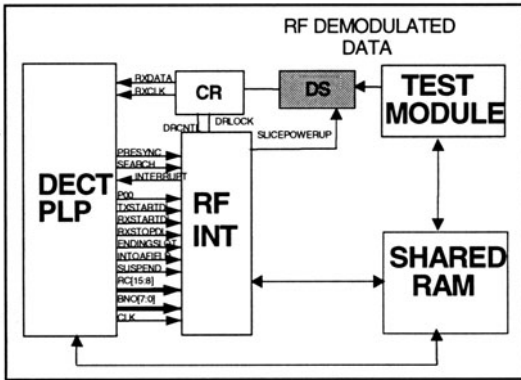 RF DEMODULATED
DATA
RXDATA
RXCLK
CR
DS
TEST
MODULE
DRCNTL
DRLOCK
SLICEPOWERUP
PRESYNC
SEARCH
INTERRUPT
DECT
PLP
RF
INT
P00
TXSTARTD
RXSTARTD
RXSTOPDL
ENDINGSLOT
INTOAFIELD
SUSPEND
RC[15:8]
BNO[7:0]
CLK
SHARED
RAM